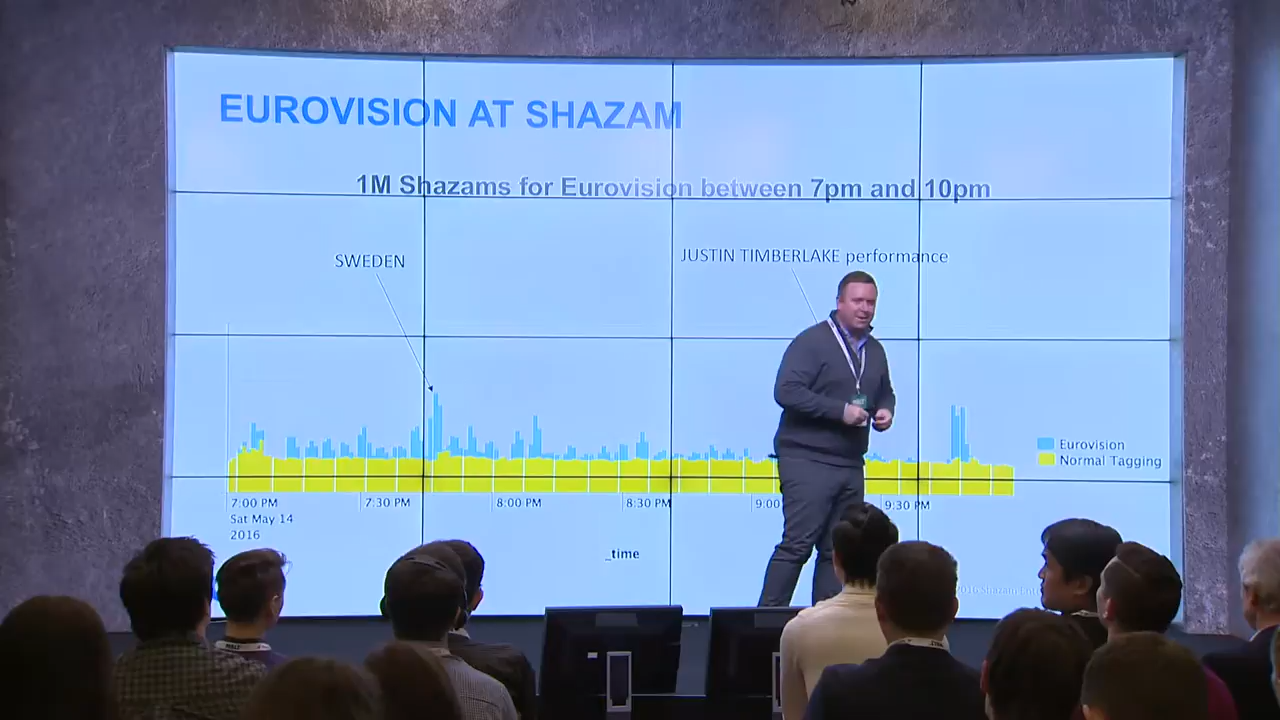 EUROVISION AT SHAZAM
1M Shazams for Eurovision between 7pm and 10pm
SWEDEN
JUSTIN TIMBERLAKE performance
Eurovision
Normal Tagging
7:00 PM 7:30 PM 8:00 PM 8:30 PM 9:00 9:30 PM
Sat May 14
2016
_time
2016 Shazam